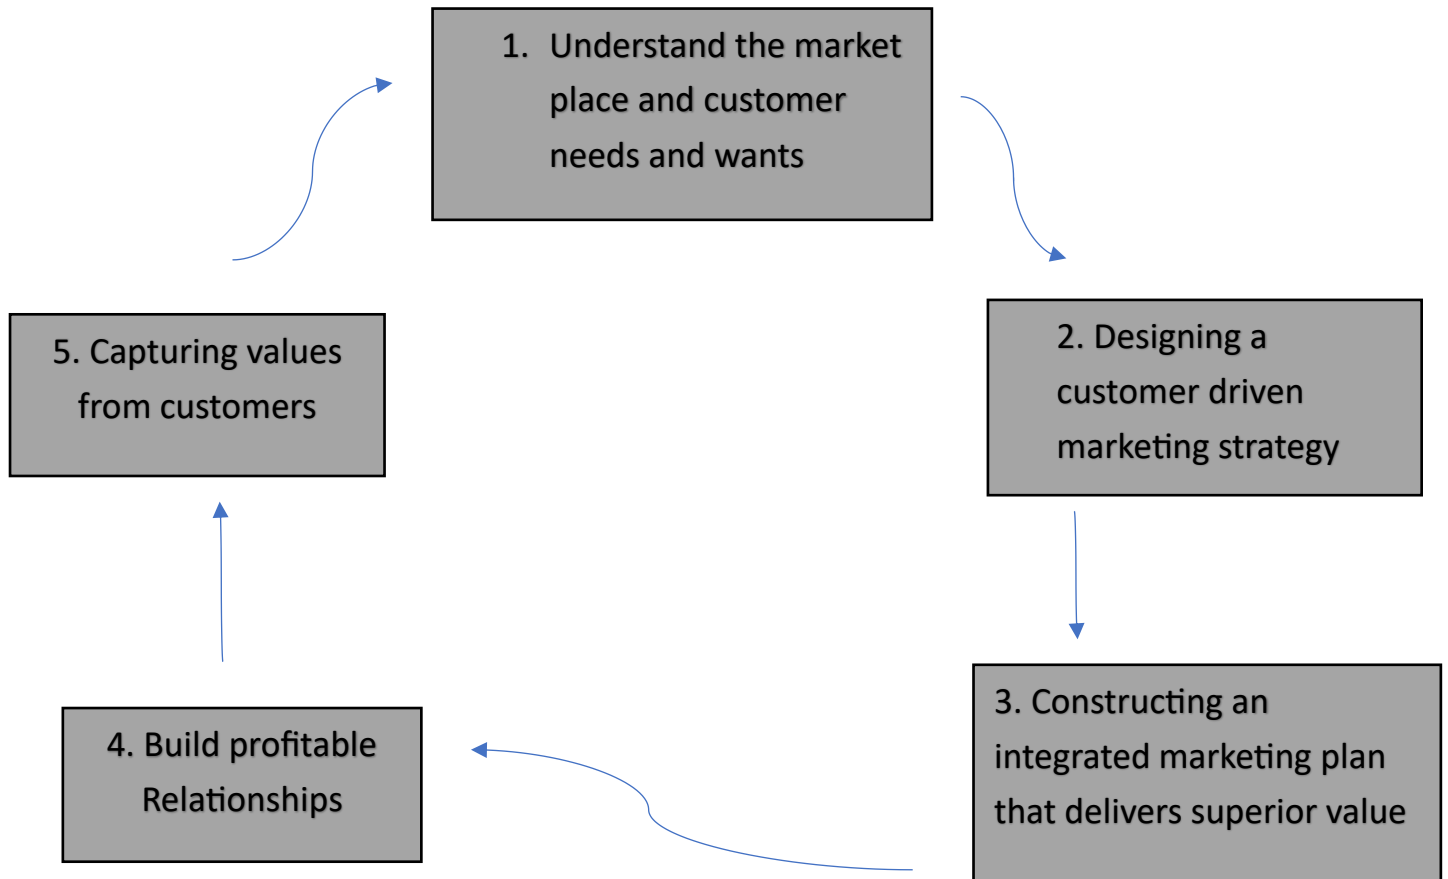 1. Understand the market
place and customer
needs and wants
2. Designing a
customer driven
marketing strategy
3. Constructing an
integrated marketing plan
that delivers superior value
4. Build profitable
Relationships
5. Capturing values
from customers